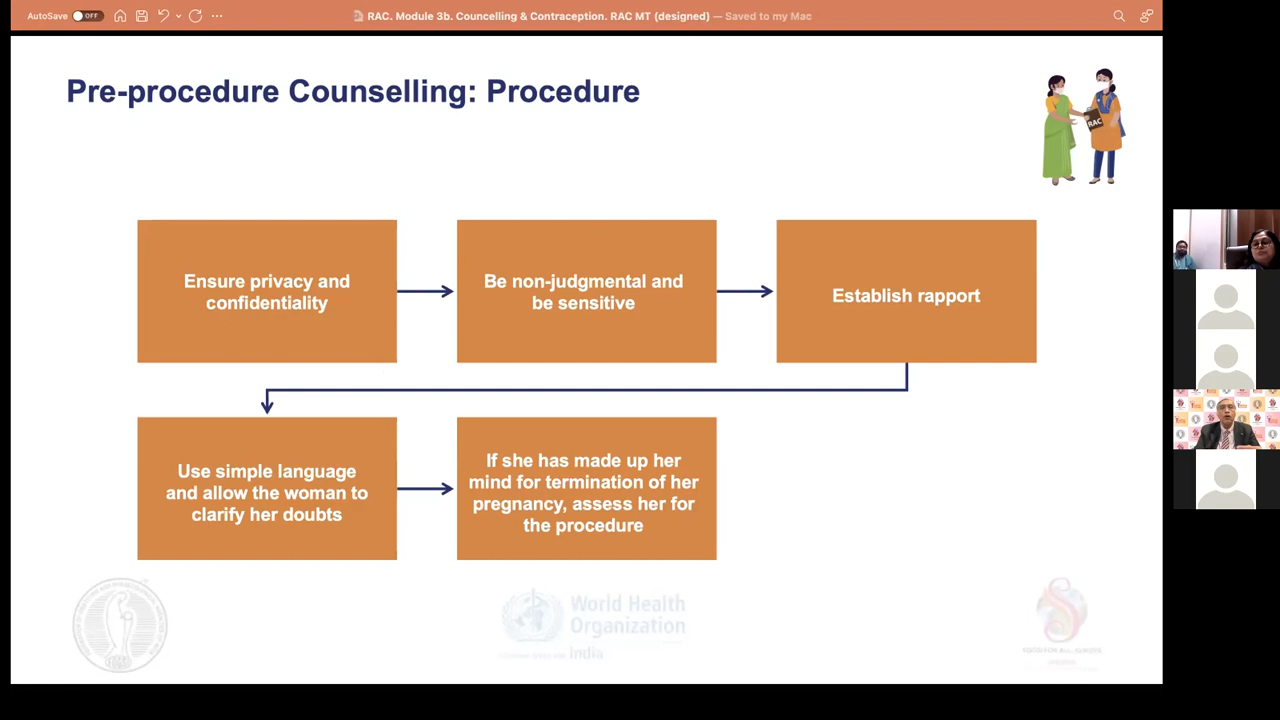 AutoSave OFF
RAC. Module 3b. Councelling & Contraception. RAC MT (designed) — Saved to my Mac
Pre-procedure Counselling: Procedure
RAC
Ensure privacy and
confidentiality
Be non-judgmental and
be sensitive
Establish rapport
Use simple language
and allow the woman to
clarify her doubts
If she has made up her
mind for termination of her
pregnancy, assess her for
the procedure
World Health
Organization
India